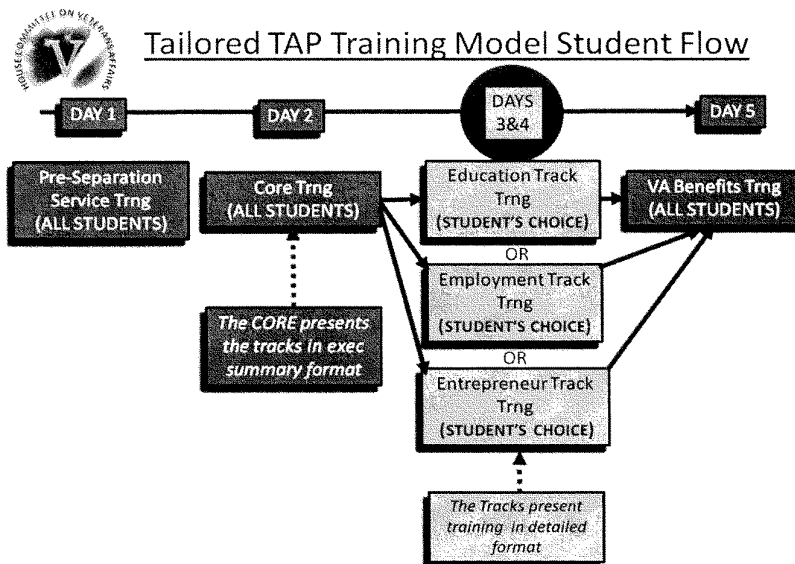 HOUSE COMMITTEE ON VETERANS AFFAIRS
V
Tailored TAP Training Model Student Flow
DAY 1
DAY 2
DAYS
3&4
DAY 5
Pre-Separation
Service Trng
(ALL STUDENTS)
Core Trng
(ALL STUDENTS)
Education Track
Trng
(STUDENT'S CHOICE)
VA Benefits Trng
(ALL STUDENTS)
OR
Employment Track
Trng
(STUDENT'S CHOICE)
The CORE presents
the tracks in exec
summary format
OR
Entrepreneur Track
Trng
(STUDENT'S CHOICE)
The Tracks present
training in detailed
format